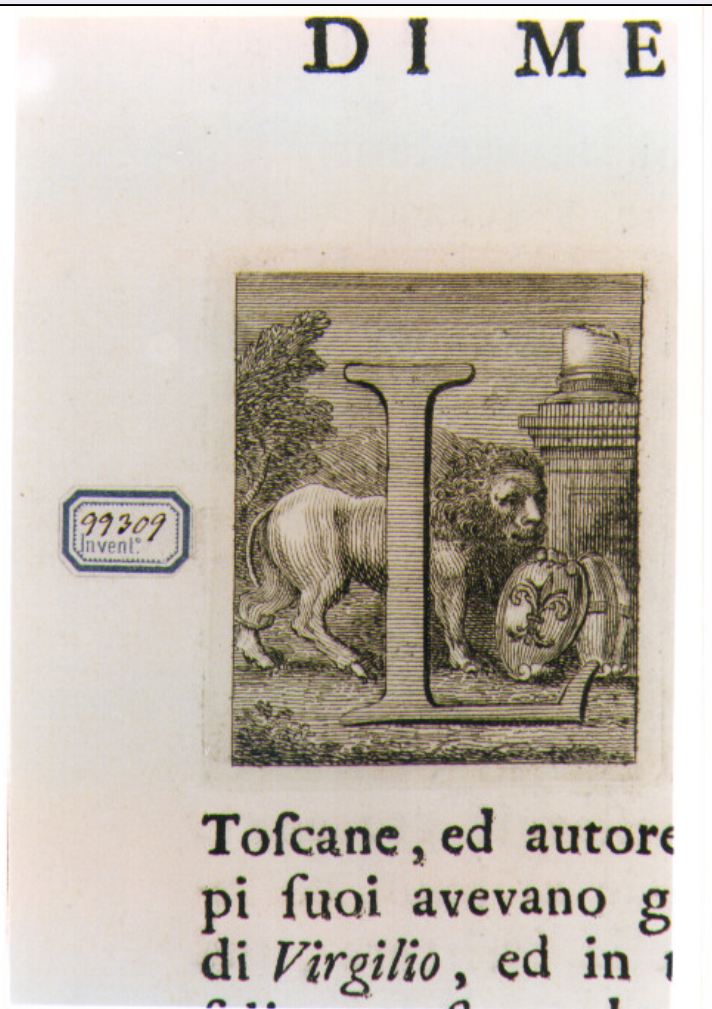 DI ME
L
99309
Invent.º
Toſcane, ed autore
pi ſuoi avevano g
di Virgilio, ed in